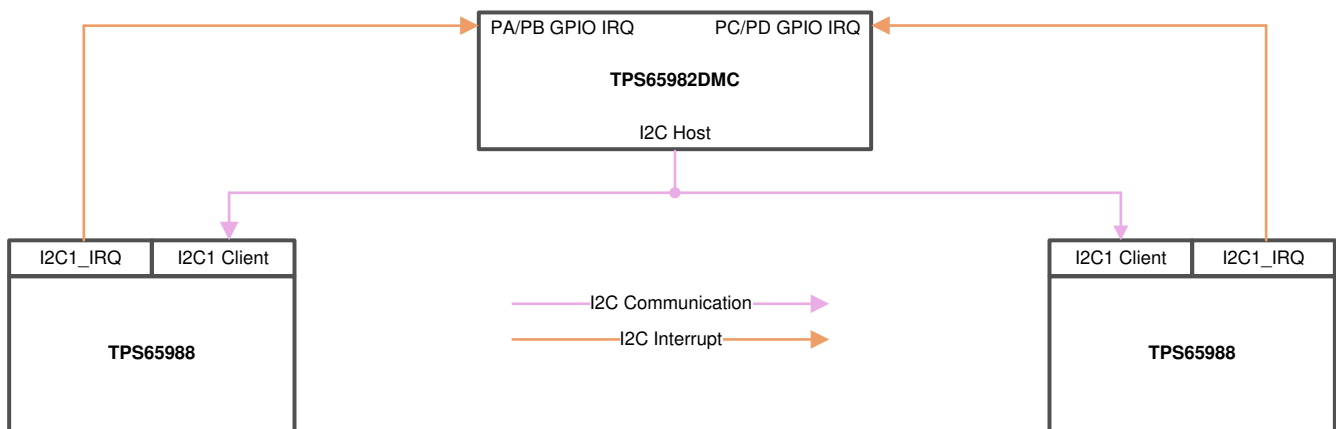 PA/PB GPIO IRQ PC/PD GPIO IRQ
TPS65982DMC
I2C Host
I2C1_IRQ I2C1 Client I2C1 Client I2C1_IRQ
I2C Communication
I2C Interrupt
TPS65988 TPS65988